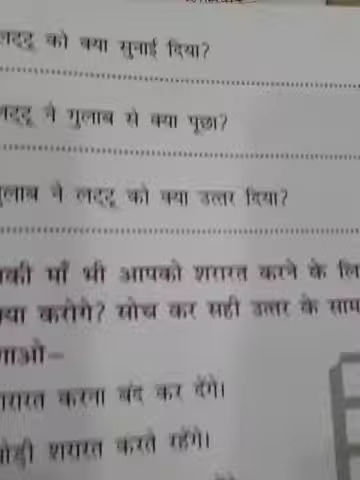 लट्टू को क्या सुनाई दिया?
लट्टू ने गुलाब से क्या पूछा?
गुलाब ने लट्टू को क्या उत्तर दिया?
पकी माँ भी आपको शरारत करने के लि
क्या करोगे? सोच कर सही उत्तर के साम
गाओ-
शरारत करना बंद कर देंगे।
थोड़ी शरारत करते रहेंगे।